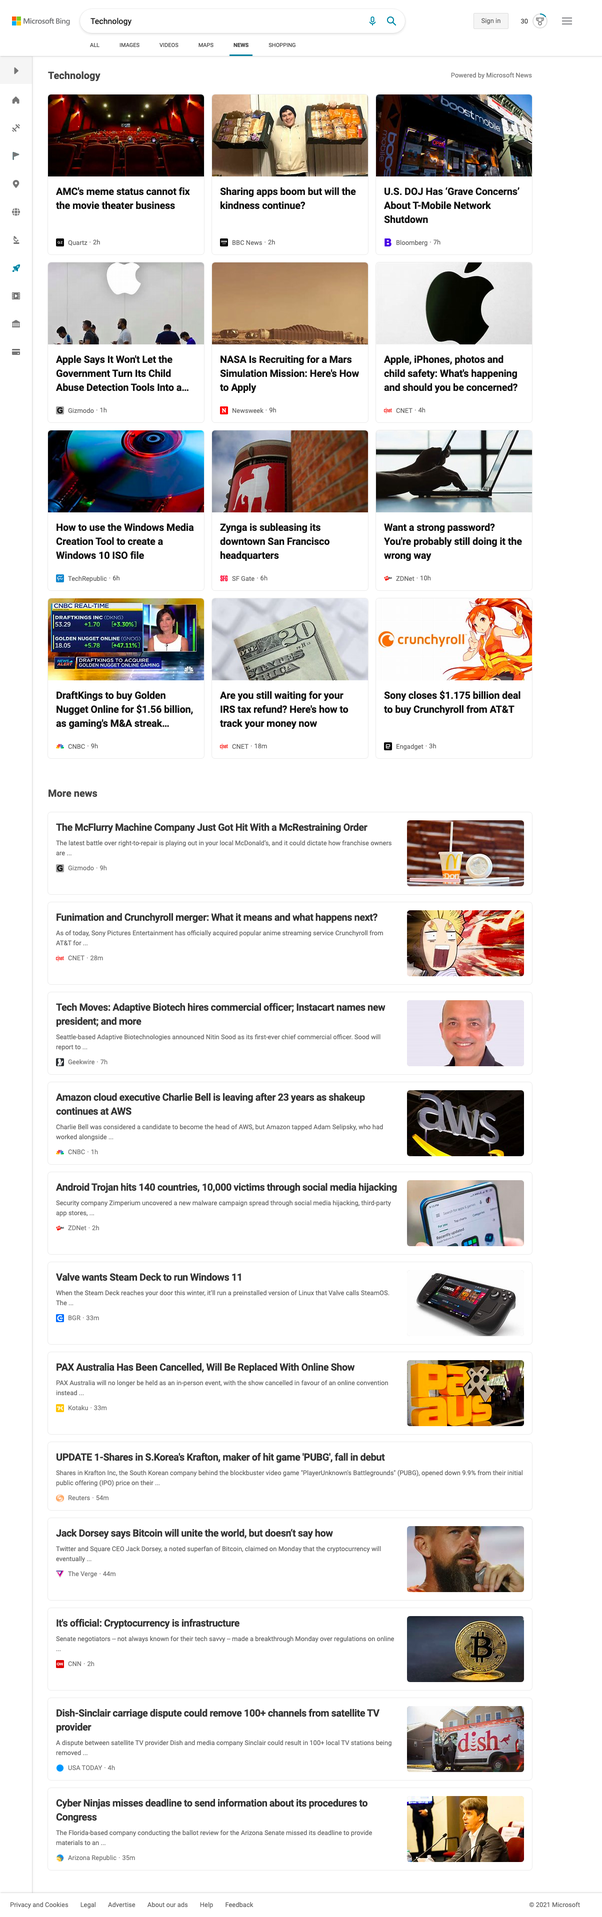 Microsoft Bing
Technology
Sign in
30
ALL
IMAGES
VIDEOS
MAPS
NEWS
SHOPPING
Technology
Powered by Microsoft News
AMC's meme status cannot fix
the movie theater business
Quartz · 2h
Sharing apps boom but will the
kindness continue?
BBC News · 2h
boostmobile
U.S. DOJ Has 'Grave Concerns'
About T-Mobile Network
Shutdown
Bloomberg · 7h
Apple Says It Won't Let the
Government Turn Its Child
Abuse Detection Tools Into a...
Gizmodo · 1h
NASA Is Recruiting for a Mars
Simulation Mission: Here's How
to Apply
Newsweek · 9h
Apple, iPhones, photos and
child safety: What's happening
and should you be concerned?
CNET · 4h
How to use the Windows Media
Creation Tool to create a
Windows 10 ISO file
TechRepublic · 6h
Zynga is subleasing its
downtown San Francisco
headquarters
SF Gate · 6h
Want a strong password?
You're probably still doing it the
wrong way
ZDNet · 10h
CNBC REAL-TIME
DRAFTKINGS INC (DKNG)
53.29 +1.70 [+3.30%]
GOLDEN NUGGET ONLINE (GNOG)
18.05 +5.78 [+47.11%]
NEWS ALERT
DRAFTKINGS TO ACQUIRE
GOLDEN NUGGET ONLINE GAMING
DraftKings to buy Golden
Nugget Online for $1.56 billion,
as gaming's M&A streak...
CNBC · 9h
20
Are you still waiting for your
IRS tax refund? Here's how to
track your money now
CNET · 18m
crunchyroll
Sony closes $1.175 billion deal
to buy Crunchyroll from AT&T
Engadget · 3h
More news
The McFlurry Machine Company Just Got Hit With a McRestraining Order
The latest battle over right-to-repair is playing out in your local McDonald's, and it could dictate how franchise owners
are ...
Gizmodo · 9h
Funimation and Crunchyroll merger: What it means and what happens next?
As of today, Sony Pictures Entertainment has officially acquired popular anime streaming service Crunchyroll from
AT&T for ...
CNET · 28m
Tech Moves: Adaptive Biotech hires commercial officer; Instacart names new
president; and more
Seattle-based Adaptive Biotechnologies announced Nitin Sood as its first-ever chief commercial officer. Sood will
report to ...
Geekwire · 7h
Amazon cloud executive Charlie Bell is leaving after 23 years as shakeup
continues at AWS
Charlie Bell was considered a candidate to become the head of AWS, but Amazon tapped Adam Selipsky, who had
worked alongside ...
CNBC · 1h
aws
Android Trojan hits 140 countries, 10,000 victims through social media hijacking
Security company Zimperium uncovered a new malware campaign spread through social media hijacking, third-party
app stores, ...
ZDNet · 2h
Valve wants Steam Deck to run Windows 11
When the Steam Deck reaches your door this winter, it'll run a preinstalled version of Linux that Valve calls SteamOS.
The ...
BGR · 33m
PAX Australia Has Been Cancelled, Will Be Replaced With Online Show
PAX Australia will no longer be held as an in-person event, with the show cancelled in favour of an online convention
instead ...
Kotaku · 33m
Pax
aus
UPDATE 1-Shares in S.Korea's Krafton, maker of hit game 'PUBG', fall in debut
Shares in Krafton Inc, the South Korean company behind the blockbuster video game "PlayerUnknown's Battlegrounds" (PUBG), opened down 9.9% from their initial
public offering (IPO) price on their ...
Reuters · 54m
Jack Dorsey says Bitcoin will unite the world, but doesn't say how
Twitter and Square CEO Jack Dorsey, a noted superfan of Bitcoin, claimed on Monday that the cryptocurrency will
eventually ...
The Verge · 44m
It's official: Cryptocurrency is infrastructure
Senate negotiators – not always known for their tech savvy – made a breakthrough Monday over regulations on online
...
CNN · 2h
Dish-Sinclair carriage dispute could remove 100+ channels from satellite TV
provider
A dispute between satellite TV provider Dish and media company Sinclair could result in 100+ local TV stations being
removed ...
USA TODAY · 4h
dish
Cyber Ninjas misses deadline to send information about its procedures to
Congress
The Florida-based company conducting the ballot review for the Arizona Senate missed its deadline to provide
materials to an ...
Arizona Republic · 35m
Privacy and Cookies
Legal
Advertise
About our ads
Help
Feedback
© 2021 Microsoft